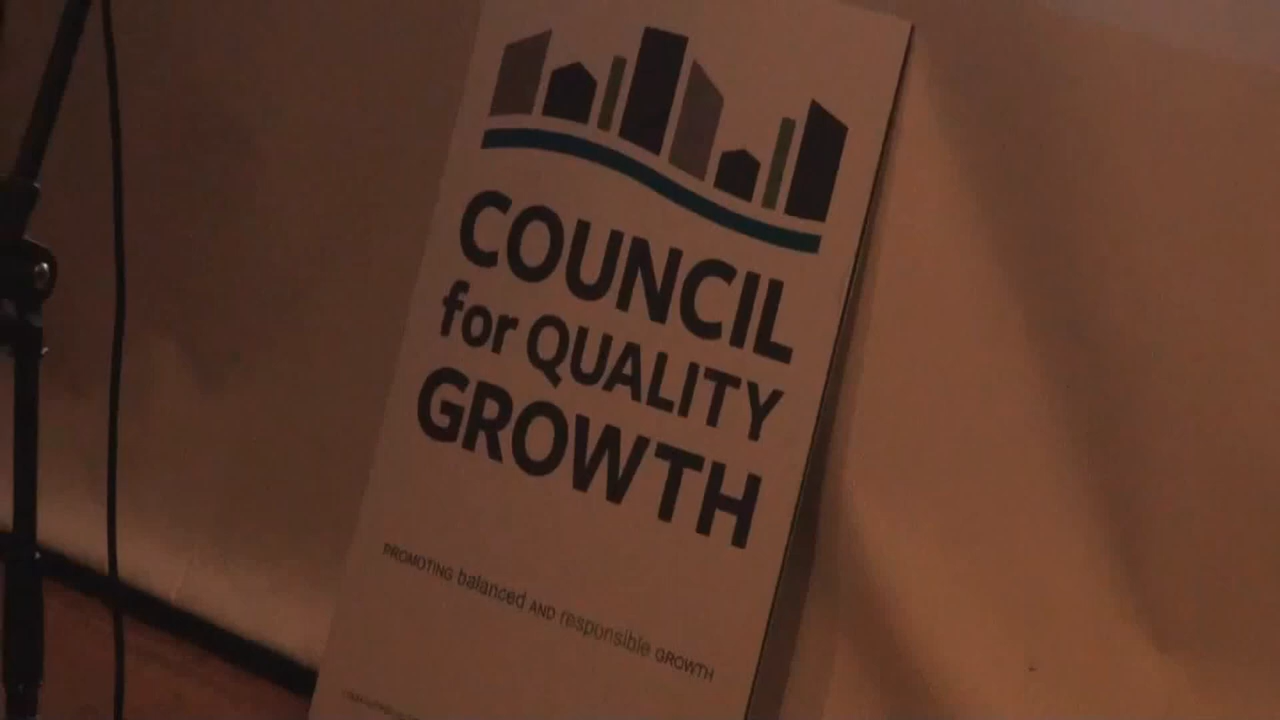 COUNCIL
for QUALITY
GROWTH
PROMOTING balanced AND responsible GROWTH